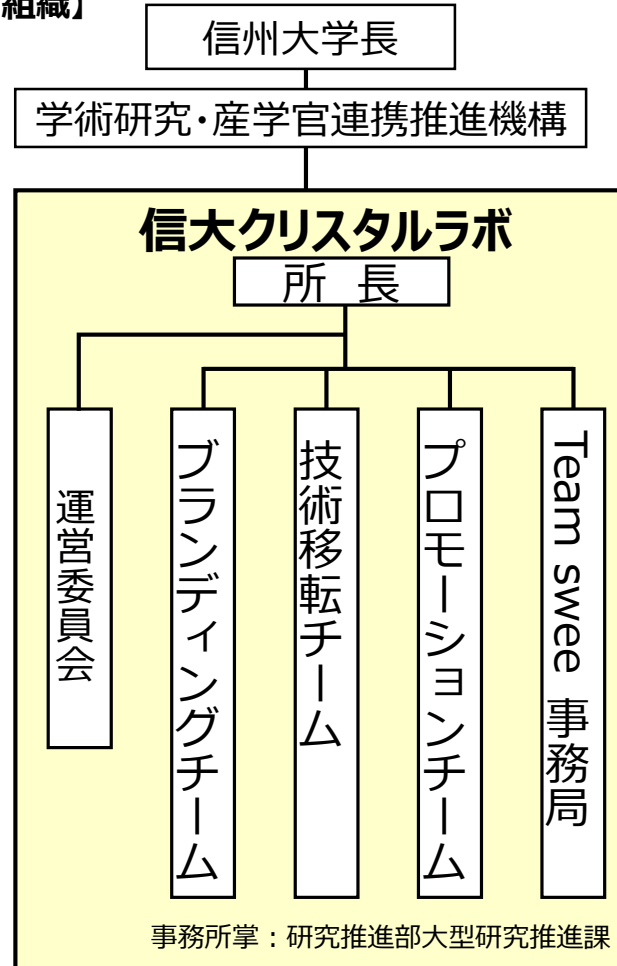 組織】
信州大学長
学術研究・産学官連携推進機構
信大クリスタルラボ
所 長
運営委員会
ブランディングチーム
技術移転チーム
プロモーションチーム
Team swee 事務局
事務所掌：研究推進部大型研究推進課